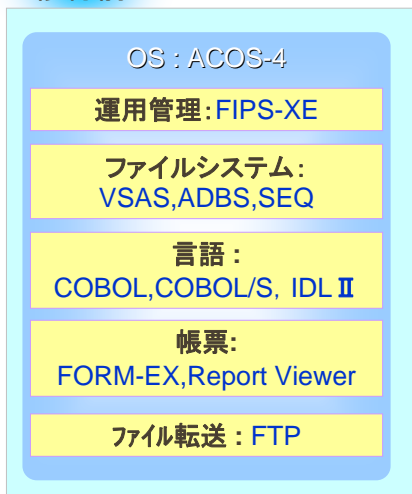 OS : ACOS-4
運用管理：FIPS-XE
ファイルシステム：
VSAS,ADBS,SEQ
言語：
COBOL,COBOL/S, IDLⅡ
帳票:
FORM-EX,Report Viewer
ファイル転送：FTP